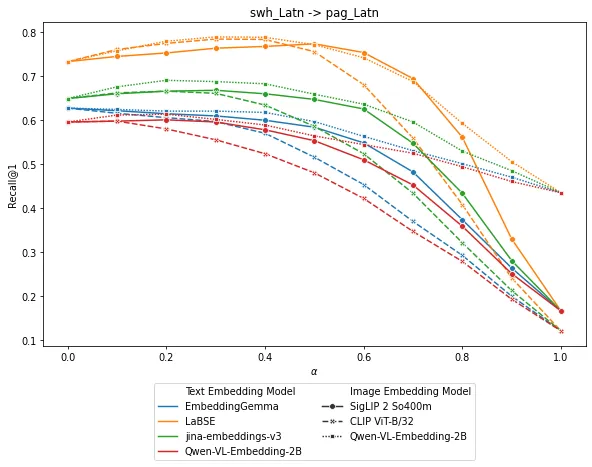 swh_Latn -> pag_Latn
Recall@1
0.8
0.7
0.6
0.5
0.4
0.3
0.2
0.1
0.0
0.2
0.4
0.6
0.8
1.0
α
Text Embedding Model
EmbeddingGemma
LaBSE
jina-embeddings-v3
Qwen-VL-Embedding-2B
Image Embedding Model
SigLIP 2 So400m
CLIP ViT-B/32
Qwen-VL-Embedding-2B